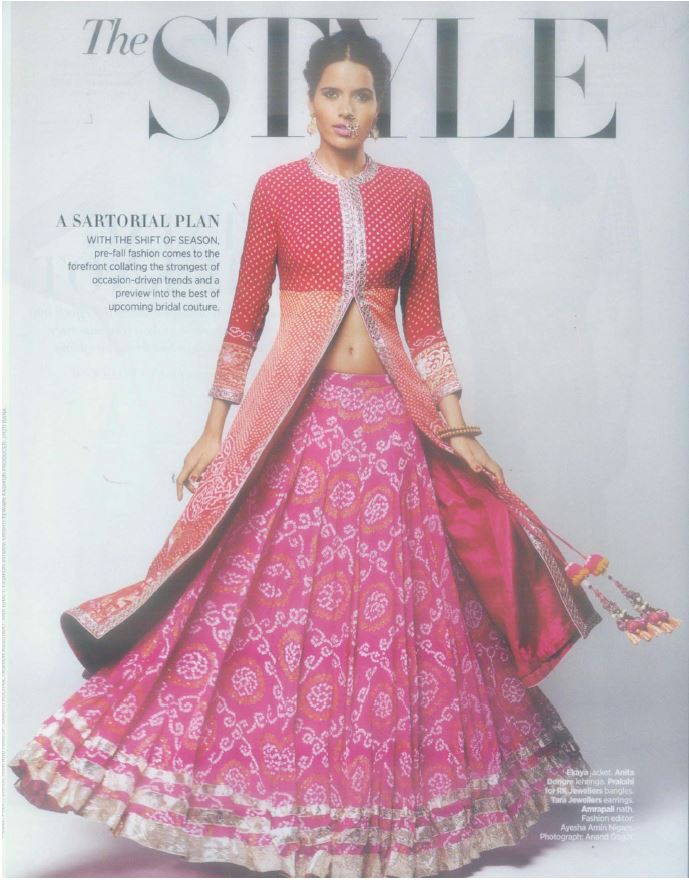 The STYLE
A SARTORIAL PLAN
WITH THE SHIFT OF SEASON,
pre-fall fashion comes to the
forefront collating the strongest of
occasion-driven trends and a
preview into the best of
upcoming bridal couture.
Ekaya jacket. Anita
Dongre lehenga. Prakshi
for RK Jewellers bangles.
Tara Jewellers earrings.
Amrapali nath.
Fashion editor:
Ayesha Amin Nigam.
Photograph: Anand Gogoi.